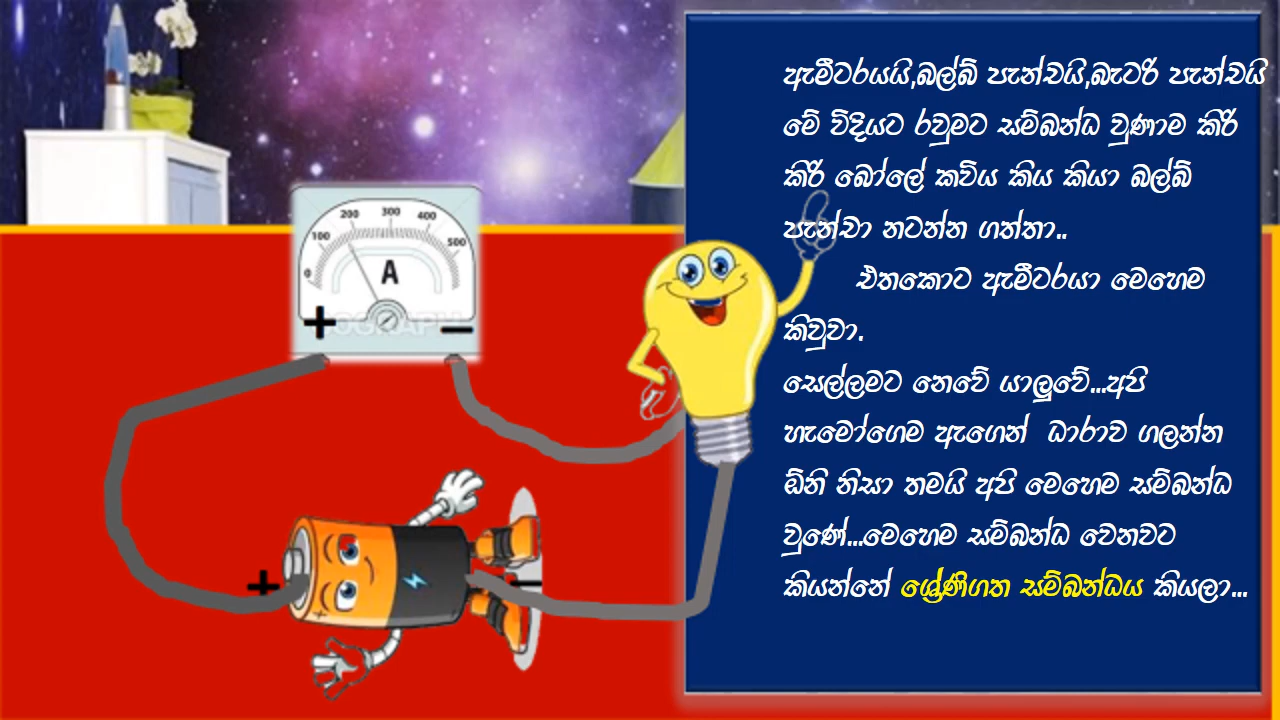 0 100 200 300 400 500
A
+ −
+
ඇමීටරයයි,බල්බ් පැන්චයි,බැටරි පැන්චයි
මේ විදියට රවුමට සම්බන්ධ වුණාම කිරි
කිරි බෝලේ කවිය කිය කියා බල්බ්
පැන්චා නටන්න ගත්තා..
එතකොට ඇමීටරයා මෙහෙම
කිව්වා.
සෙල්ලමට නෙවේ යාලුවේ...අපි
හැමෝගෙම ඇගෙන් ධාරාව ගලන්න
ඕනි නිසා තමයි අපි මෙහෙම සම්බන්ධ
වුණේ...මෙහෙම සම්බන්ධ වෙනවට
කියන්නේ ශ්‍රේණිගත සම්බන්ධය කියලා...